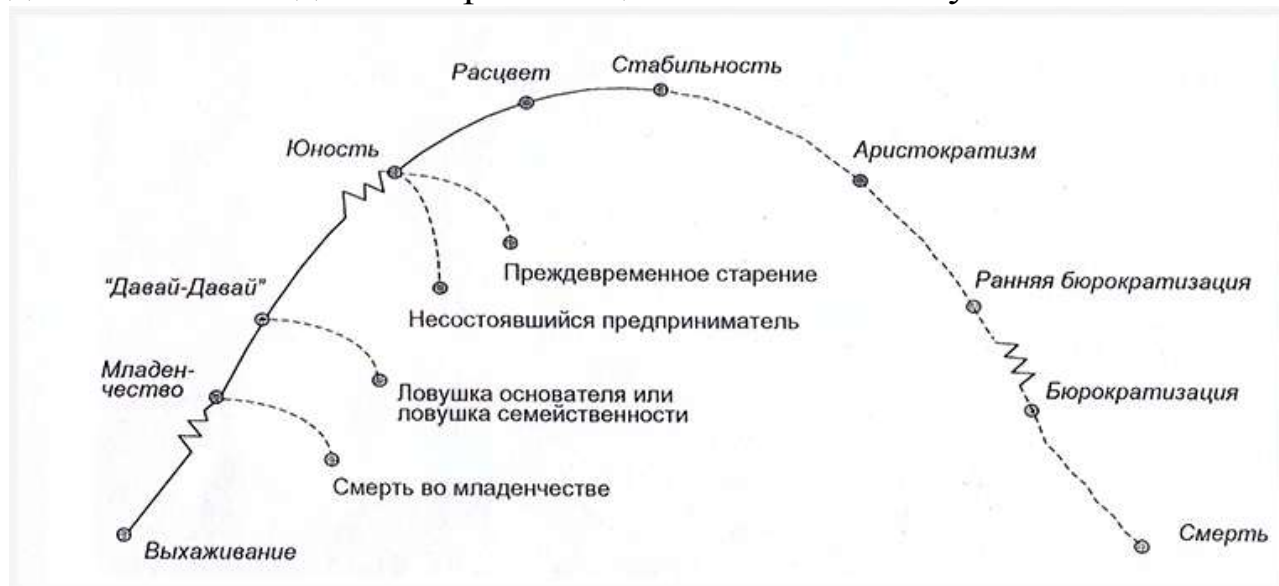 Расцвет
Стабильность
Юность
Аристократизм
Преждевременное старение
"Давай-Давай"
Ранняя бюрократизация
Несостоявшийся предприниматель
Младен-
чество
Ловушка основателя или
ловушка семейственности
Бюрократизация
Смерть во младенчестве
Выхаживание
Смерть